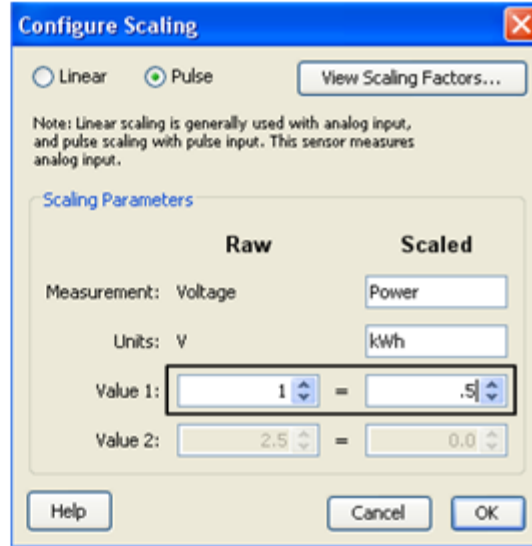 Configure Scaling
Linear Pulse View Scaling Factors...
Note: Linear scaling is generally used with analog input,
and pulse scaling with pulse input. This sensor measures
analog input.
Scaling Parameters
Raw Scaled
Measurement: Voltage Power
Units: V kWh
Value 1: 1 = .5
Value 2: 2.5 = 0.0
Help Cancel OK